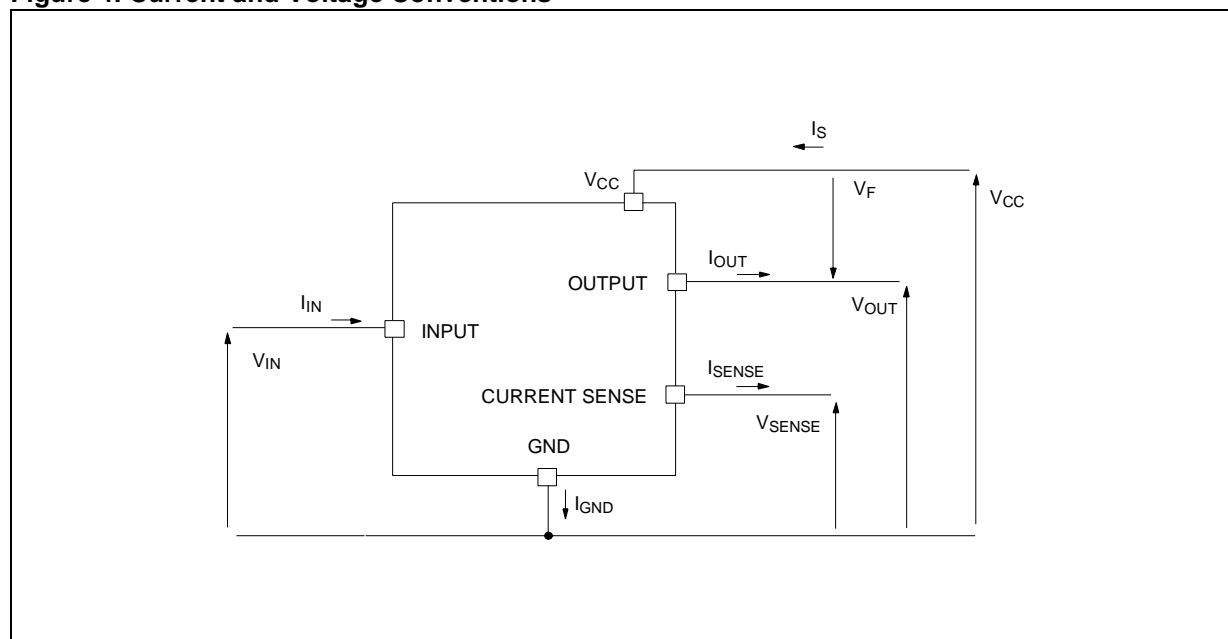 Figure 4. Current and Voltage Conventions
IS
VCC
VF
VCC
IOUT
OUTPUT
VOUT
IIN
INPUT
VIN
ISENSE
CURRENT SENSE
VSENSE
GND
IGND